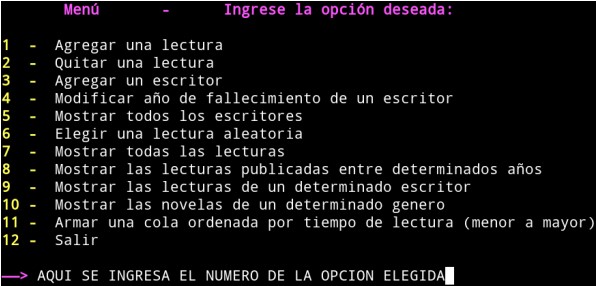 Menú - Ingrese la opción deseada:
1 - Agregar una lectura
2 - Quitar una lectura
3 - Agregar un escritor
4 - Modificar año de fallecimiento de un escritor
5 - Mostrar todos los escritores
6 - Elegir una lectura aleatoria
7 - Mostrar todas las lecturas
8 - Mostrar las lecturas publicadas entre determinados años
9 - Mostrar las lecturas de un determinado escritor
10 - Mostrar las novelas de un determinado genero
11 - Armar una cola ordenada por tiempo de lectura (menor a mayor)
12 - Salir
——> AQUI SE INGRESA EL NUMERO DE LA OPCION ELEGIDA